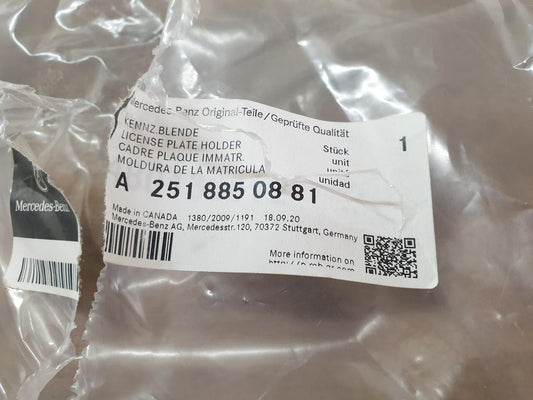 Mercedes-Benz Original-Teile/Geprüfte Qualität
KENNZ.BLENDE
LICENSE PLATE HOLDER
CADRE PLAQUE IMMATR.
MOLDURA DE LA MATRICULA
Stück
unit
unité
unidad
1
A 251 885 08 81
Made in CANADA 1380/2009/1191 18.09.20
Mercedes-Benz AG, Mercedesstr.120, 70372 Stuttgart, Germany
More information on
Mercedes-Benz